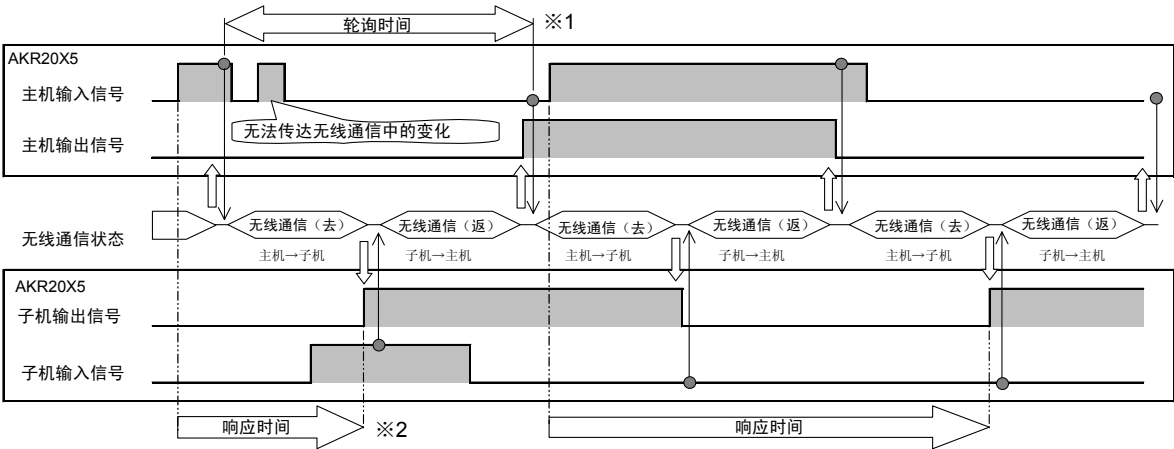 轮询时间
※1
AKR20X5
主机输入信号
无法传达无线通信中的变化
主机输出信号
无线通信状态
无线通信（去）
无线通信（返）
无线通信（去）
无线通信（返）
无线通信（去）
无线通信（返）
主机→子机
子机→主机
主机→子机
子机→主机
主机→子机
子机→主机
AKR20X5
子机输出信号
子机输入信号
响应时间
※2
响应时间